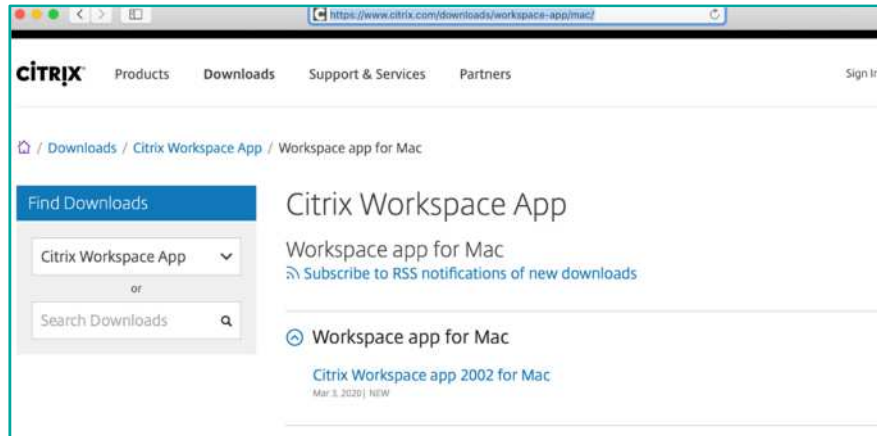 https://www.citrix.com/downloads/workspace-app/mac/
CITRIX Products Downloads Support & Services Partners Sign In
/ Downloads / Citrix Workspace App / Workspace app for Mac
Find Downloads
Citrix Workspace App
or
Search Downloads
Citrix Workspace App
Workspace app for Mac
Subscribe to RSS notifications of new downloads
Workspace app for Mac
Citrix Workspace app 2002 for Mac
Mar 3, 2020 | NEW